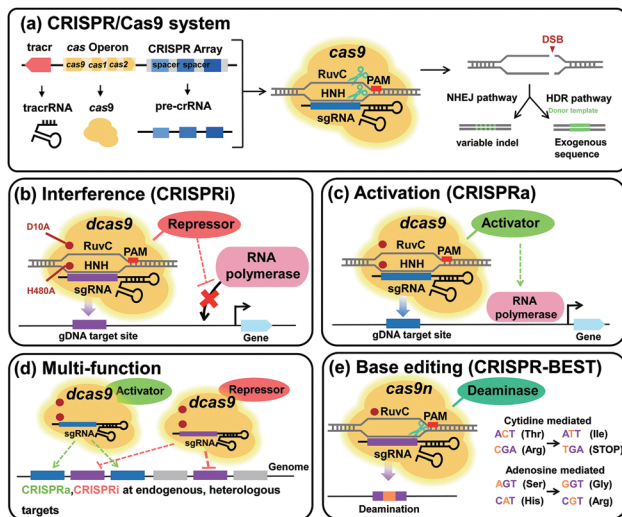 (a) CRISPR/Cas9 system
tracr
cas Operon
CRISPR Array
cas9 cas1 cas2
spacer spacer
tracrRNA
cas9
pre-crRNA
cas9
RuvC
PAM
HNH
sgRNA
DSB
NHEJ pathway
HDR pathway
Donor template
variable indel
Exogenous
sequence
(b) Interference (CRISPRi)
D10A
dcas9
Repressor
RuvC
PAM
HNH
H480A
sgRNA
RNA
polymerase
gDNA target site
Gene
(c) Activation (CRISPRa)
dcas9
Activator
RuvC
PAM
HNH
sgRNA
RNA
polymerase
gDNA target site
Gene
(d) Multi-function
dcas9
Activator
sgRNA
Repressor
dcas9
sgRNA
Genome
CRISPRa,CRISPRi at endogenous, heterologous
targets
(e) Base editing (CRISPR-BEST)
cas9n
Deaminase
RuvC
PAM
sgRNA
Deamination
Cytidine mediated
ACT (Thr) ATT (Ile)
CGA (Arg) TGA (STOP)
Adenosine mediated
AGT (Ser) GGT (Gly)
CAT (His) CGT (Arg)